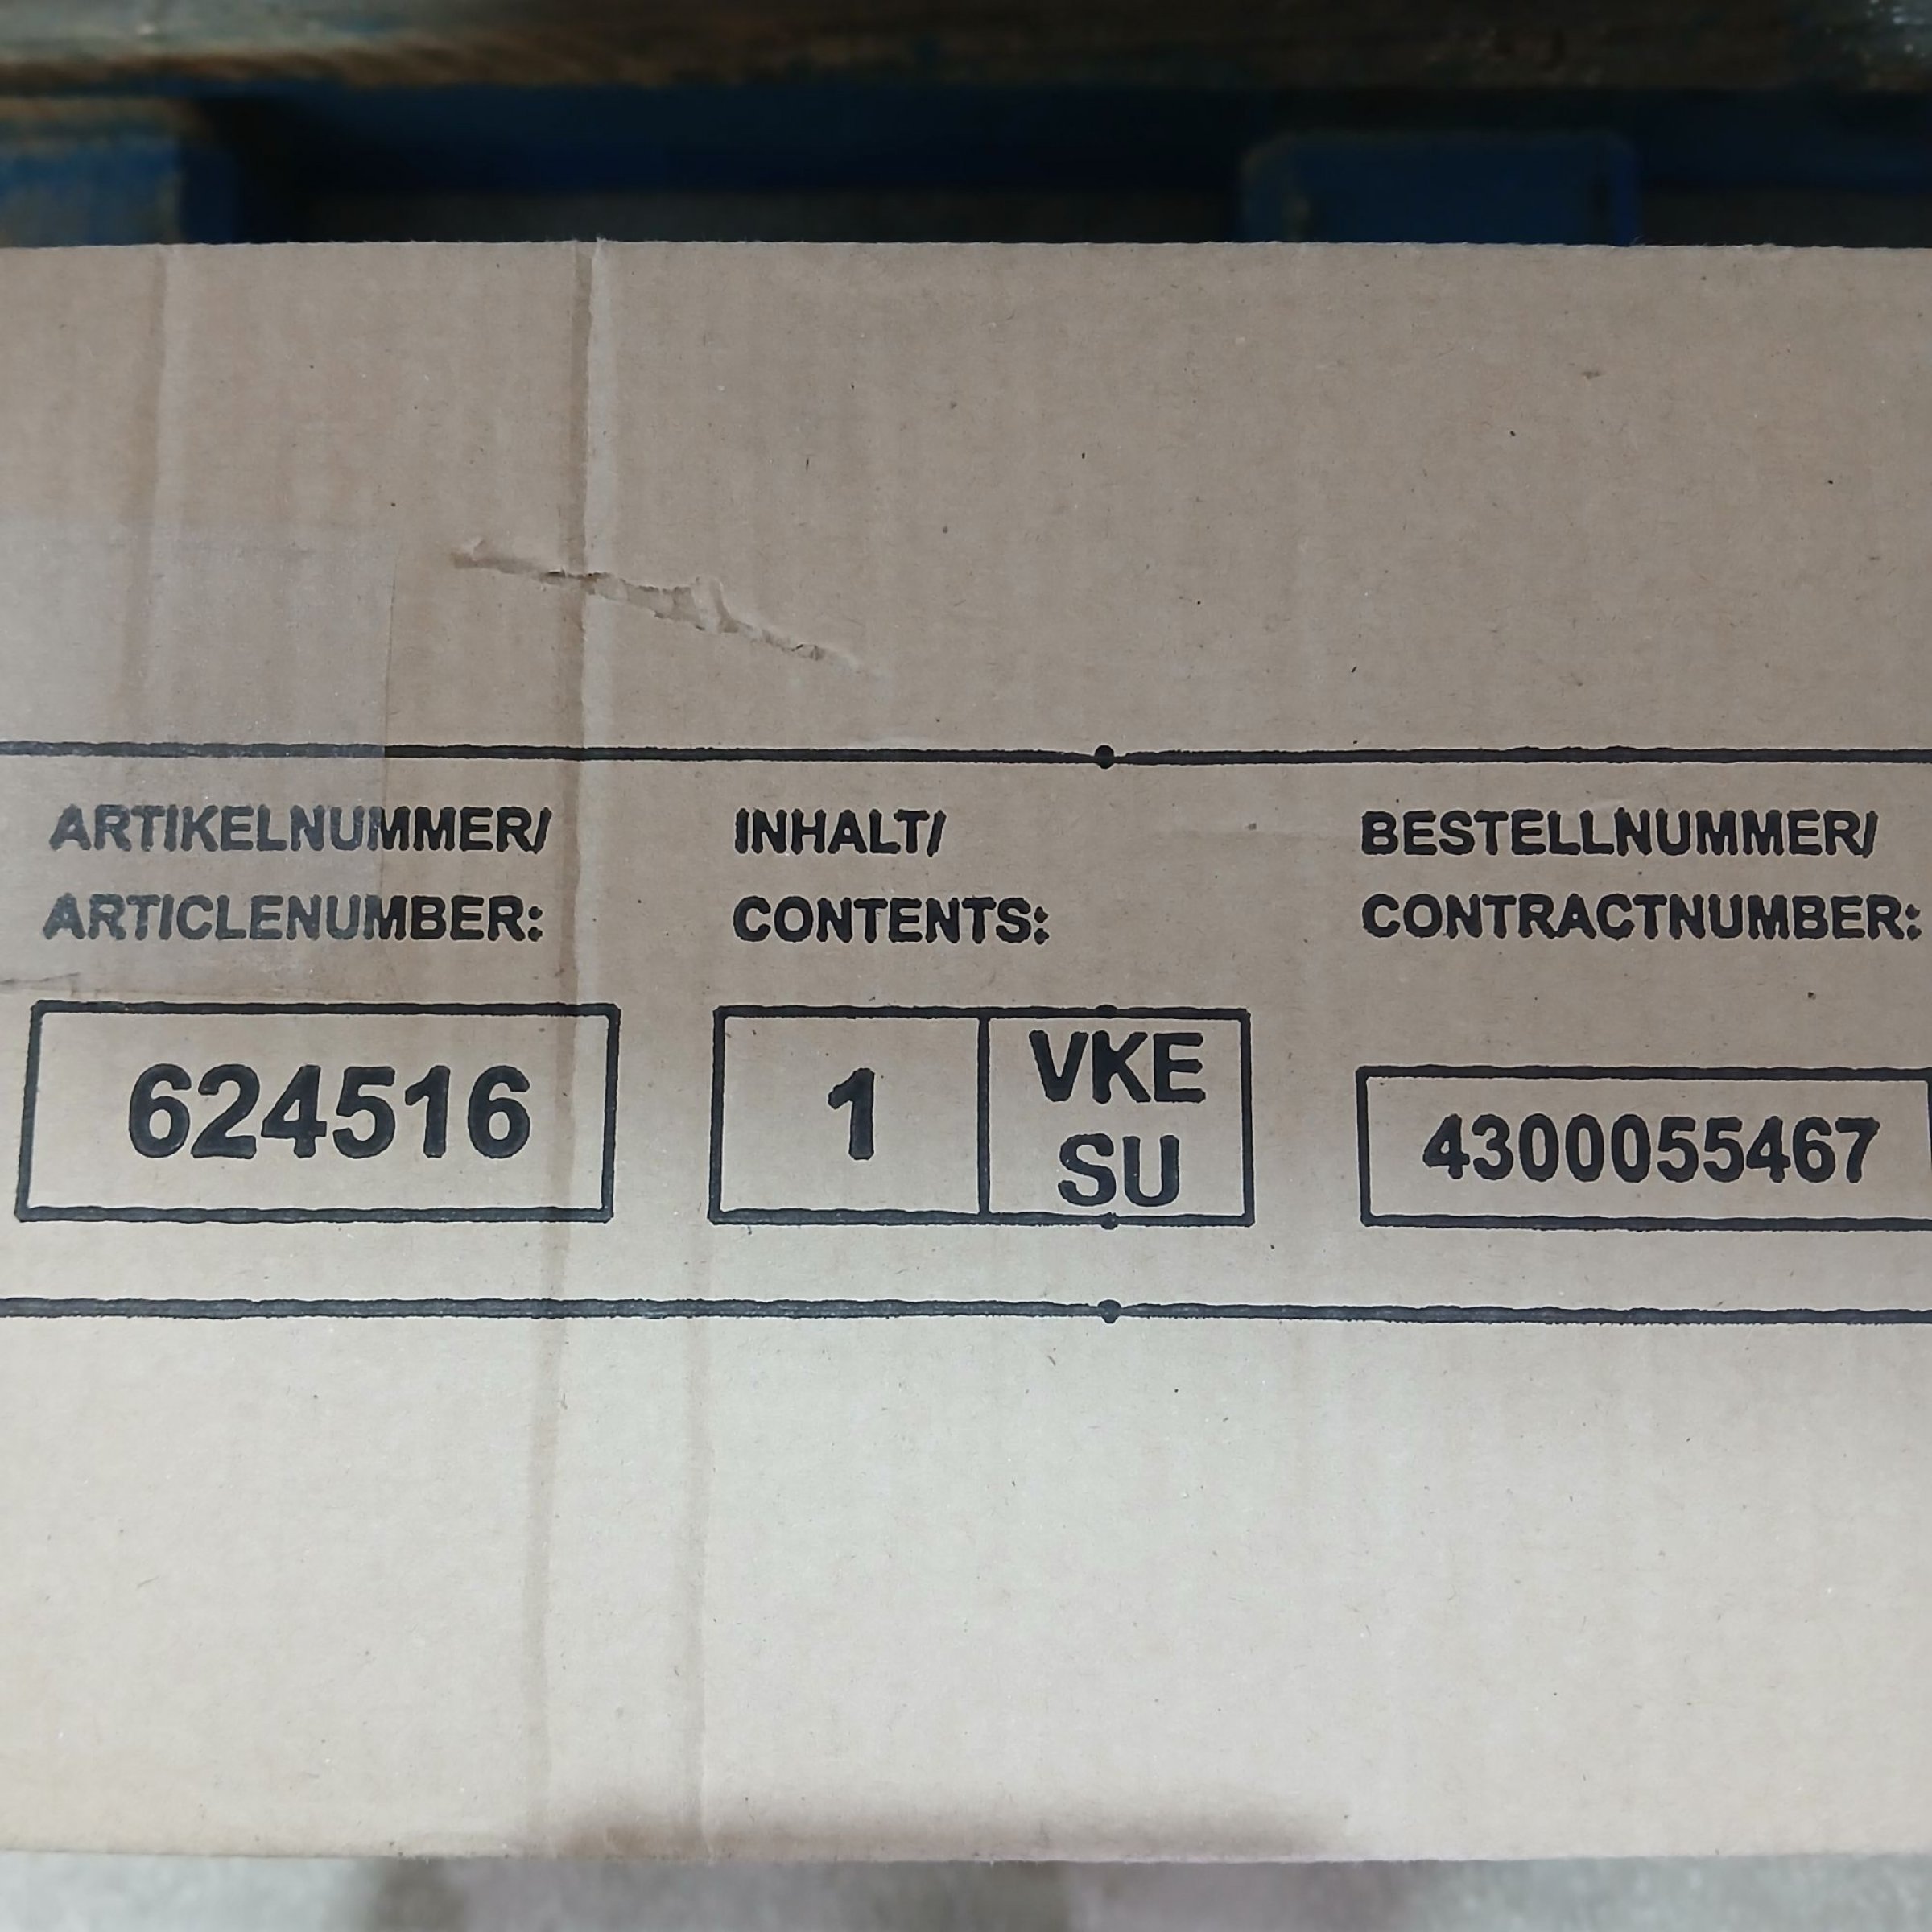 ARTIKELNUMMER/
ARTICLENUMBER:
624516
INHALT/
CONTENTS:
1
VKE
SU
BESTELLNUMMER/
CONTRACTNUMBER:
4300055467